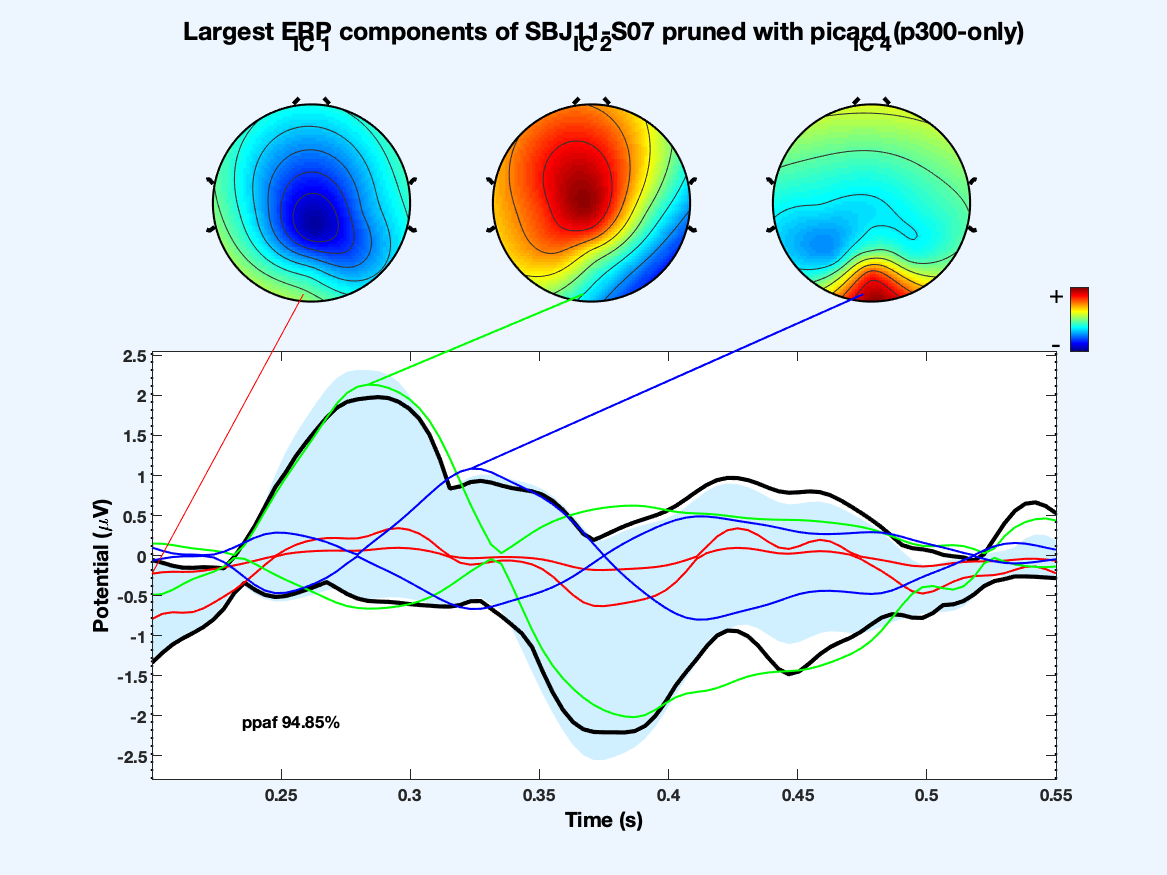 Largest ERP components of SBJ11-S07 pruned with picard (p300-only)
IC 1
IC 2
IC 4
+
-
2.5
2
1.5
1
0.5
0
-0.5
-1
-1.5
-2
-2.5
Potential (μV)
ppaf 94.85%
0.25
0.3
0.35
0.4
0.45
0.5
0.55
Time (s)